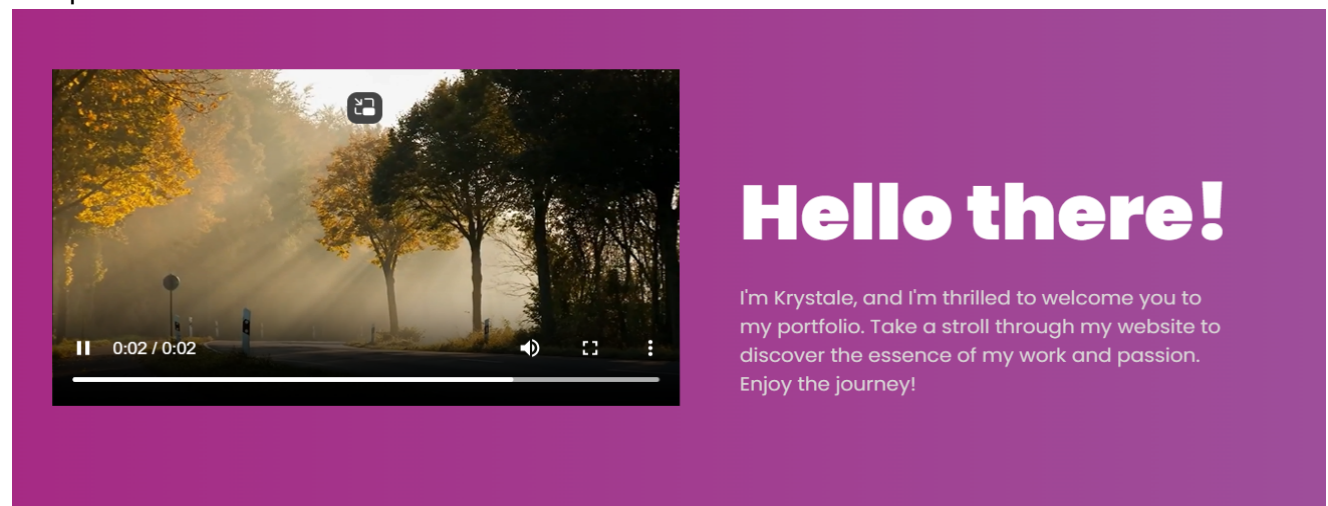 0:02 / 0:02
Hello there!
I'm Krystale, and I'm thrilled to welcome you to
my portfolio. Take a stroll through my website to
discover the essence of my work and passion.
Enjoy the journey!